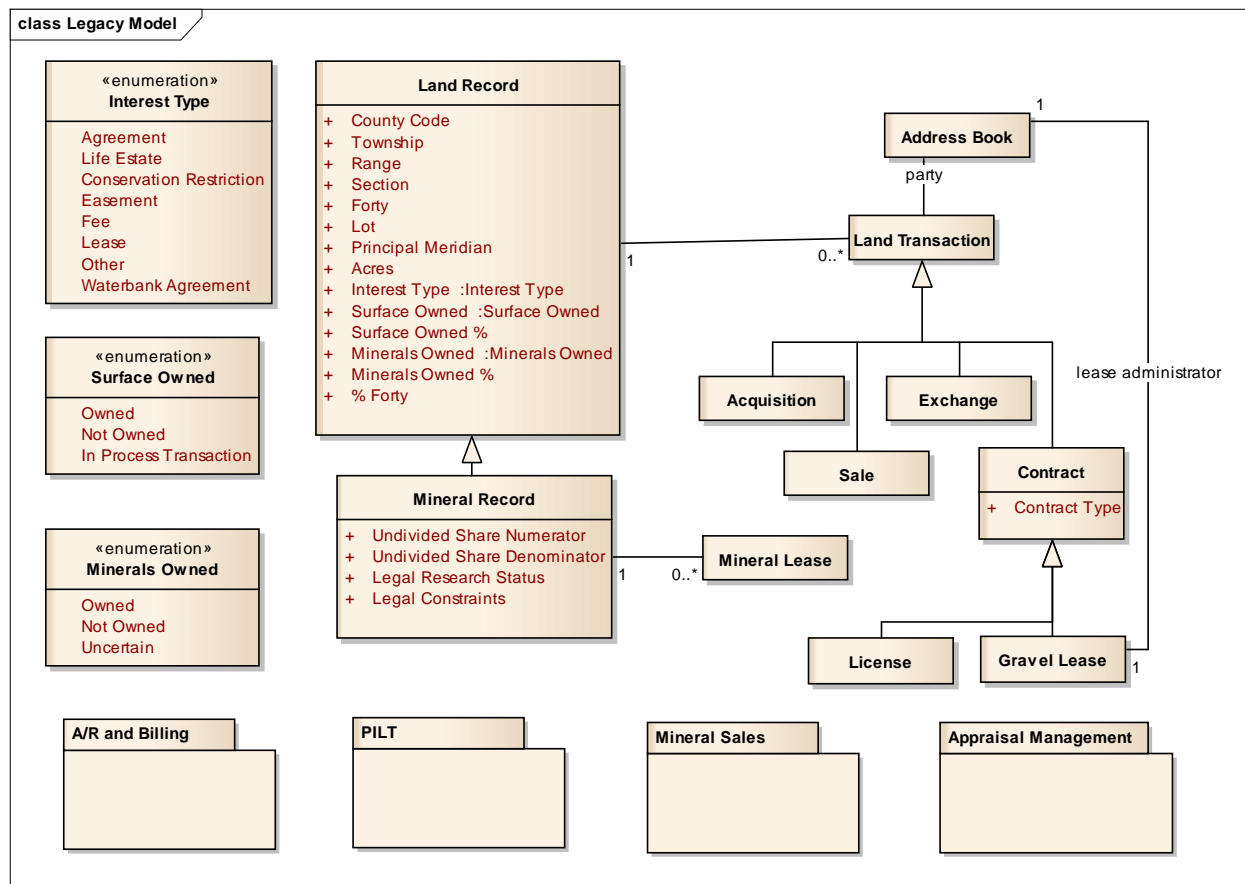 class Legacy Model
«enumeration»
Interest Type
Agreement
Life Estate
Conservation Restriction
Easement
Fee
Lease
Other
Waterbank Agreement
«enumeration»
Surface Owned
Owned
Not Owned
In Process Transaction
«enumeration»
Minerals Owned
Owned
Not Owned
Uncertain
Land Record
+ County Code
+ Township
+ Range
+ Section
+ Forty
+ Lot
+ Principal Meridian
+ Acres
+ Interest Type :Interest Type
+ Surface Owned :Surface Owned
+ Surface Owned %
+ Minerals Owned :Minerals Owned
+ Minerals Owned %
+ % Forty
Mineral Record
+ Undivided Share Numerator
+ Undivided Share Denominator
+ Legal Research Status
+ Legal Constraints
1
0..*
Mineral Lease
1
0..*
Address Book
1
party
Land Transaction
lease administrator
Acquisition
Exchange
Sale
Contract
+ Contract Type
License
Gravel Lease
1
A/R and Billing
PILT
Mineral Sales
Appraisal Management